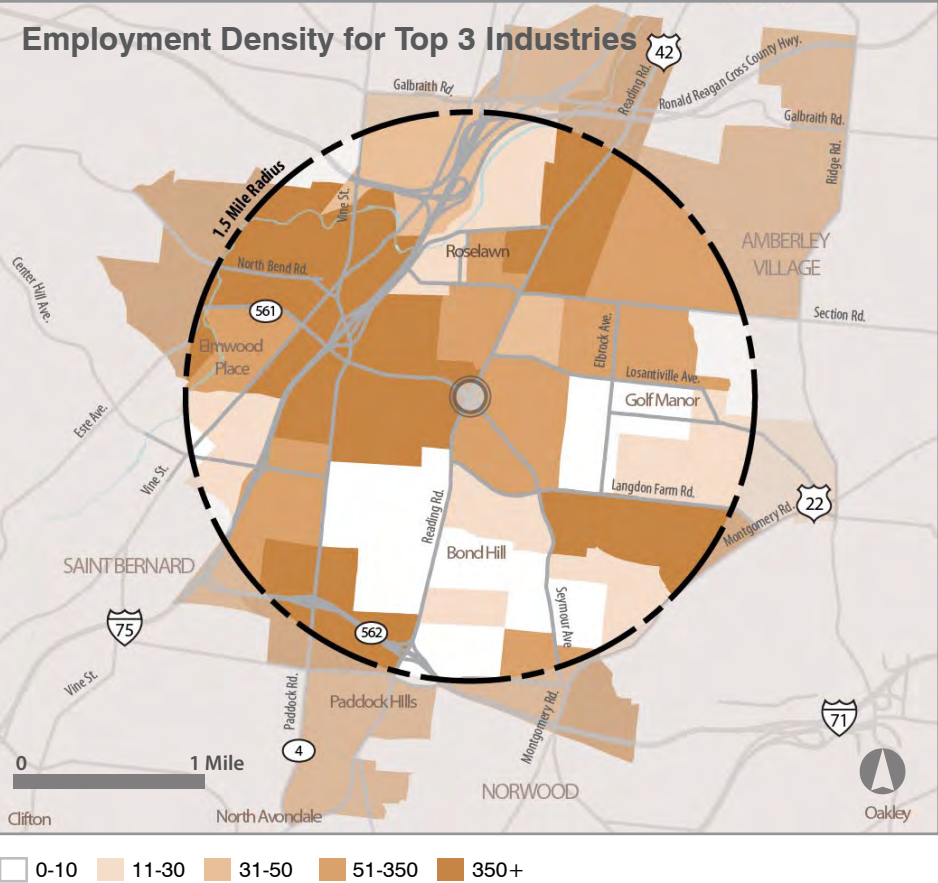 Employment Density for Top 3 Industries
42
Reading Rd.
Ronald Reagan Cross County Hwy.
Galbraith Rd.
Galbraith Rd.
Ridge Rd.
1.5 Mile Radius
Vine St.
Roselawn
AMBERLEY
VILLAGE
North Bend Rd.
Center Hill Ave.
561
Section Rd.
Elbrock Ave.
Elmwood
Place
Losantiville Ave.
Golf Manor
Este Ave.
Vine St.
Langdon Farm Rd.
22
Reading Rd.
Montgomery Rd.
Bond Hill
SAINT BERNARD
Seymour Ave
75
562
Vine St.
Paddock Rd.
Paddock HIlls
Montgomery Rd.
71
4
0 1 Mile
NORWOOD
Clifton
North Avondale
Oakley
0-10 11-30 31-50 51-350 350+